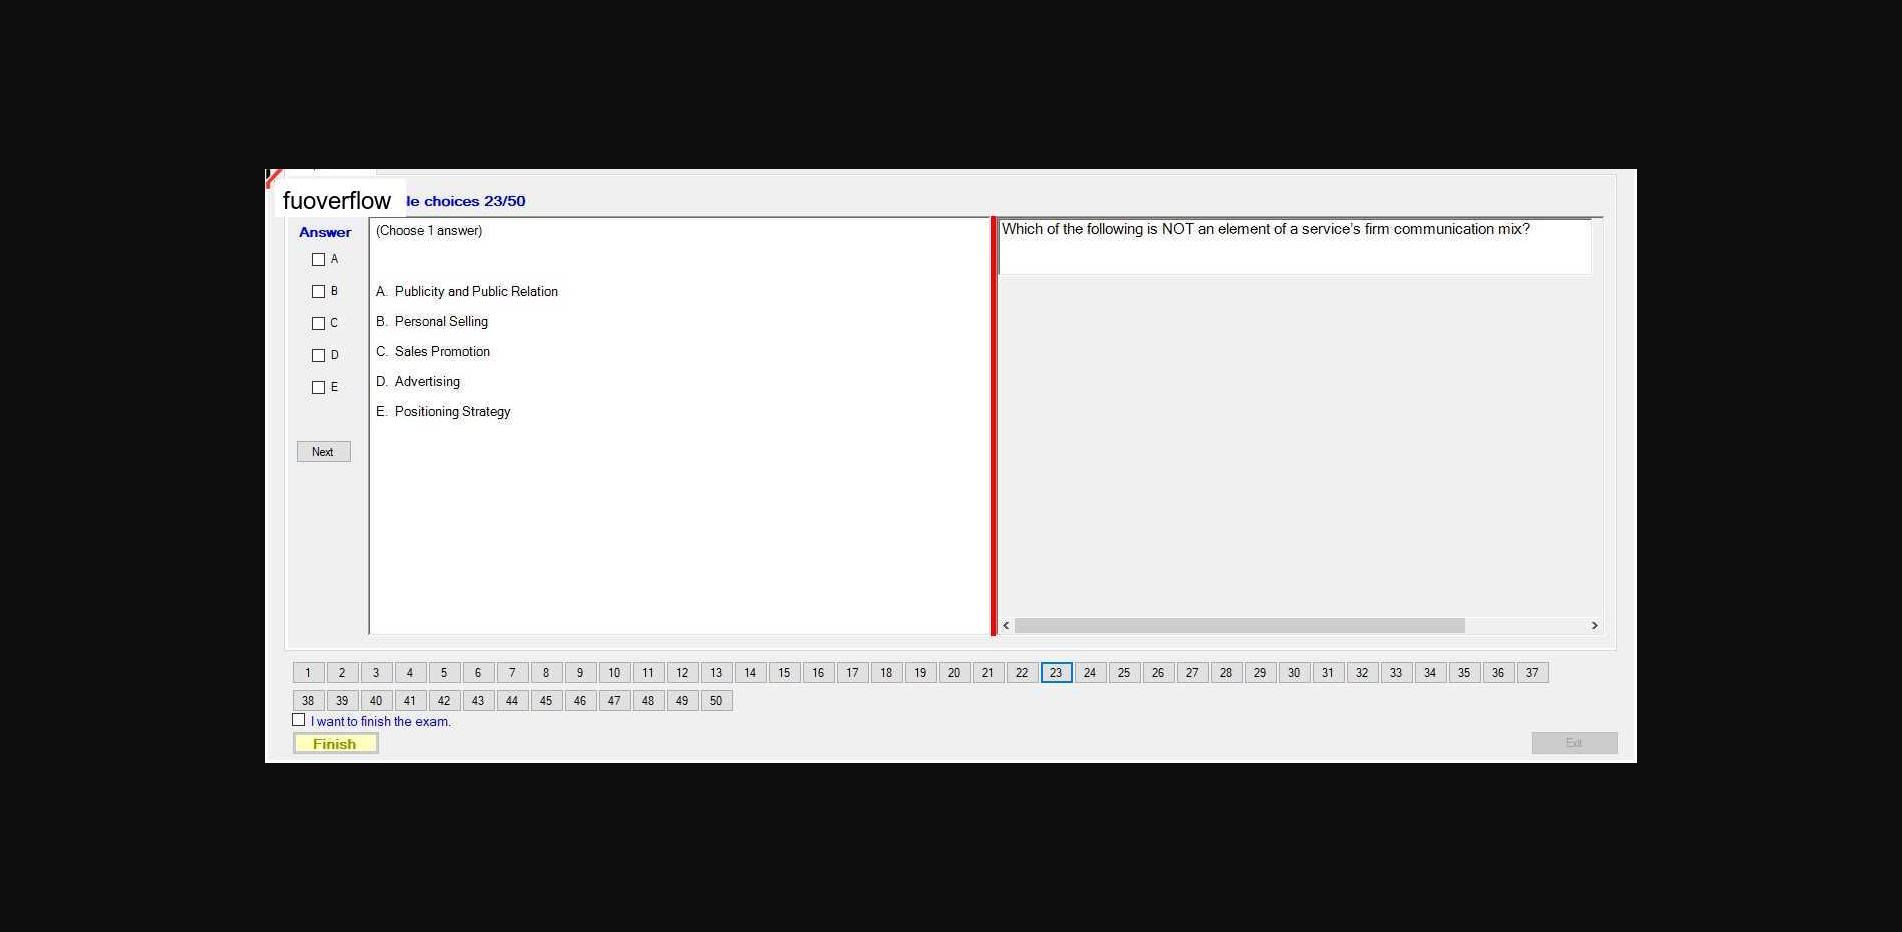 fuoverflow
le choices 23/50
Answer
(Choose 1 answer)
Which of the following is NOT an element of a service's firm communication mix?
A
B
C
D
E
A. Publicity and Public Relation
B. Personal Selling
C. Sales Promotion
D. Advertising
E. Positioning Strategy
Next
1 2 3 4 5 6 7 8 9 10 11 12 13 14 15 16 17 18 19 20 21 22 23 24 25 26 27 28 29 30 31 32 33 34 35 36 37
38 39 40 41 42 43 44 45 46 47 48 49 50
I want to finish the exam.
Finish
Exit